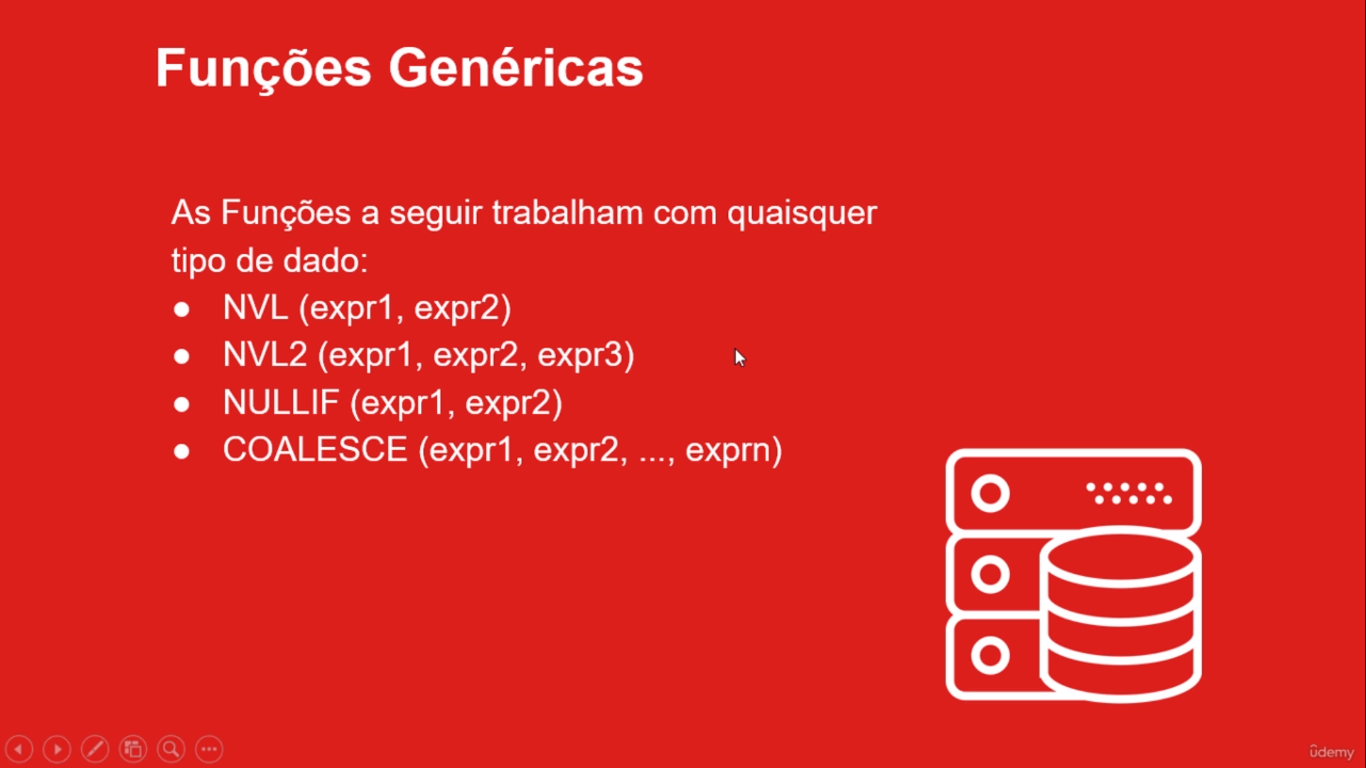 Funções Genéricas
As Funções a seguir trabalham com quaisquer
tipo de dado:
● NVL (expr1, expr2)
● NVL2 (expr1, expr2, expr3)
● NULLIF (expr1, expr2)
● COALESCE (expr1, expr2, ..., exprn)
ûdemy